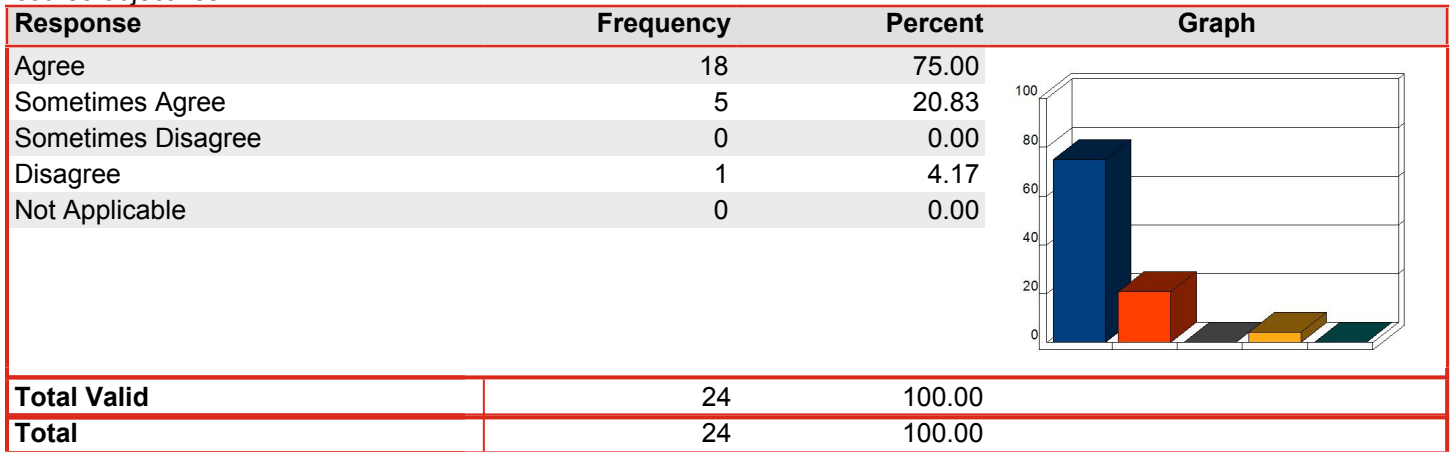 Response Frequency Percent Graph
Agree 18 75.00
Sometimes Agree 5 20.83
Sometimes Disagree 0 0.00
Disagree 1 4.17
Not Applicable 0 0.00
100
80
60
40
20
0
Total Valid 24 100.00
Total 24 100.00